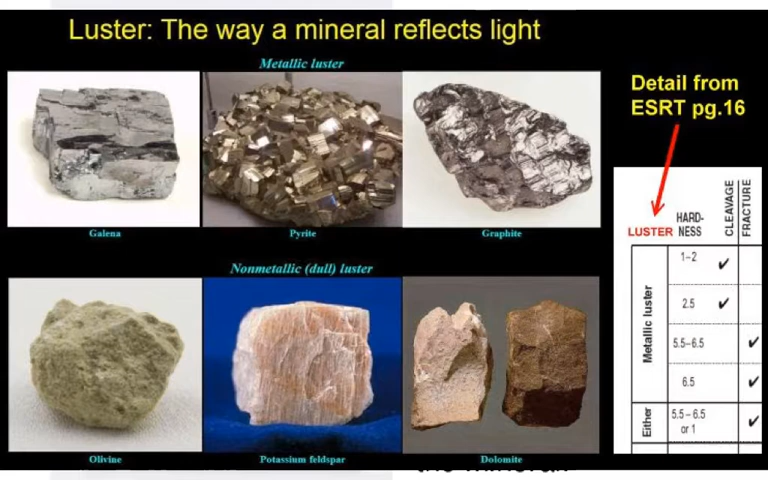 Luster: The way a mineral reflects light
Metallic luster
Galena
Pyrite
Graphite
Nonmetallic (dull) luster
Olivine
Potassium feldspar
Dolomite
Detail from
ESRT pg.16
LUSTER
HARD-
NESS
CLEAVAGE
FRACTURE
Metallic luster
1–2 ✓
2.5 ✓
5.5–6.5 ✓
6.5 ✓
Either
5.5 – 6.5 ✓
or 1